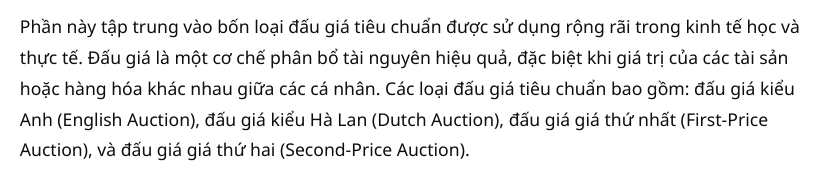 Phần này tập trung vào bốn loại đấu giá tiêu chuẩn được sử dụng rộng rãi trong kinh tế học và
thực tế. Đấu giá là một cơ chế phân bổ tài nguyên hiệu quả, đặc biệt khi giá trị của các tài sản
hoặc hàng hóa khác nhau giữa các cá nhân. Các loại đấu giá tiêu chuẩn bao gồm: đấu giá kiểu
Anh (English Auction), đấu giá kiểu Hà Lan (Dutch Auction), đấu giá giá thứ nhất (First-Price
Auction), và đấu giá giá thứ hai (Second-Price Auction).